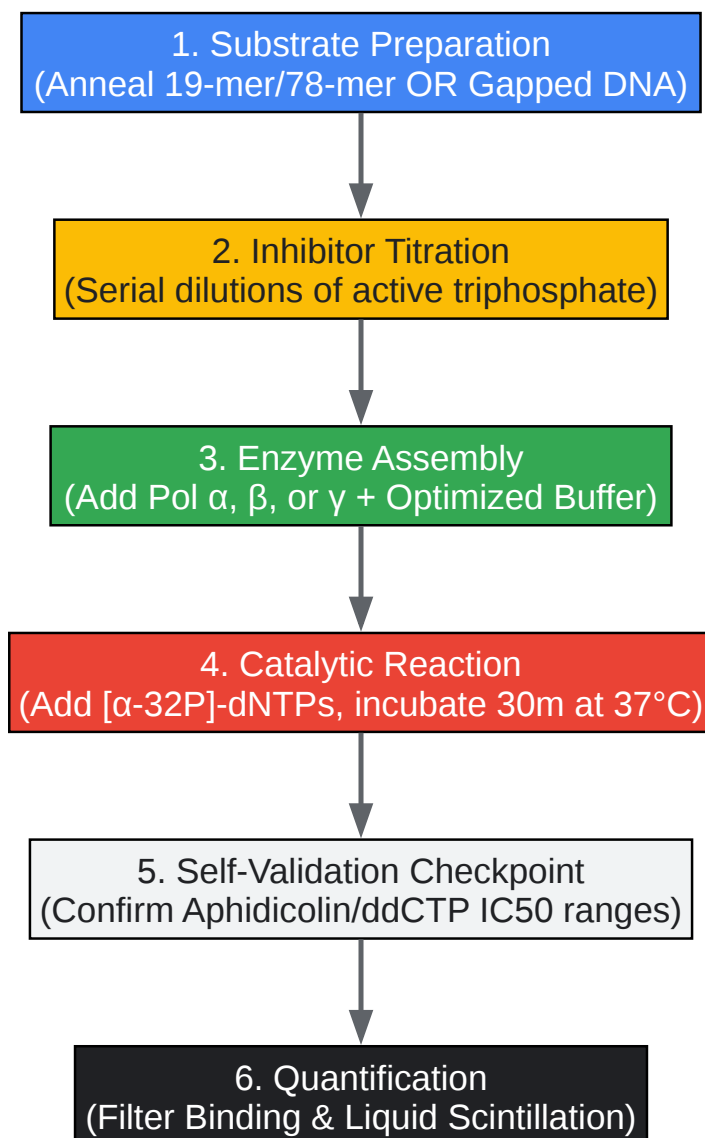 1. Substrate Preparation
(Anneal 19-mer/78-mer OR Gapped DNA)
2. Inhibitor Titration
(Serial dilutions of active triphosphate)
3. Enzyme Assembly
(Add Pol α, β, or γ + Optimized Buffer)
4. Catalytic Reaction
(Add [α-32P]-dNTPs, incubate 30m at 37°C)
5. Self-Validation Checkpoint
(Confirm Aphidicolin/ddCTP IC50 ranges)
6. Quantification
(Filter Binding & Liquid Scintillation)